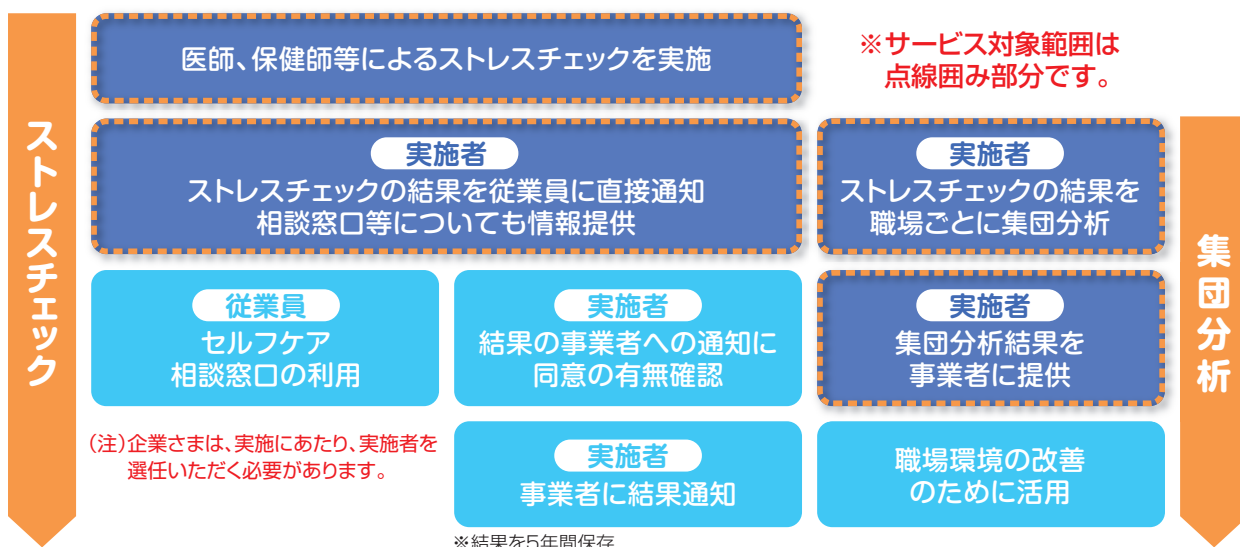 ストレスチェック
医師、保健師等によるストレスチェックを実施
※サービス対象範囲は
点線囲み部分です。
実施者
ストレスチェックの結果を従業員に直接通知
相談窓口等についても情報提供
実施者
ストレスチェックの結果を
職場ごとに集団分析
集団分析
従業員
セルフケア
相談窓口の利用
実施者
結果の事業者への通知に
同意の有無確認
実施者
集団分析結果を
事業者に提供
(注)企業さまは、実施にあたり、実施者を
選任いただく必要があります。
実施者
事業者に結果通知
職場環境の改善
のために活用
※結果を5年間保存